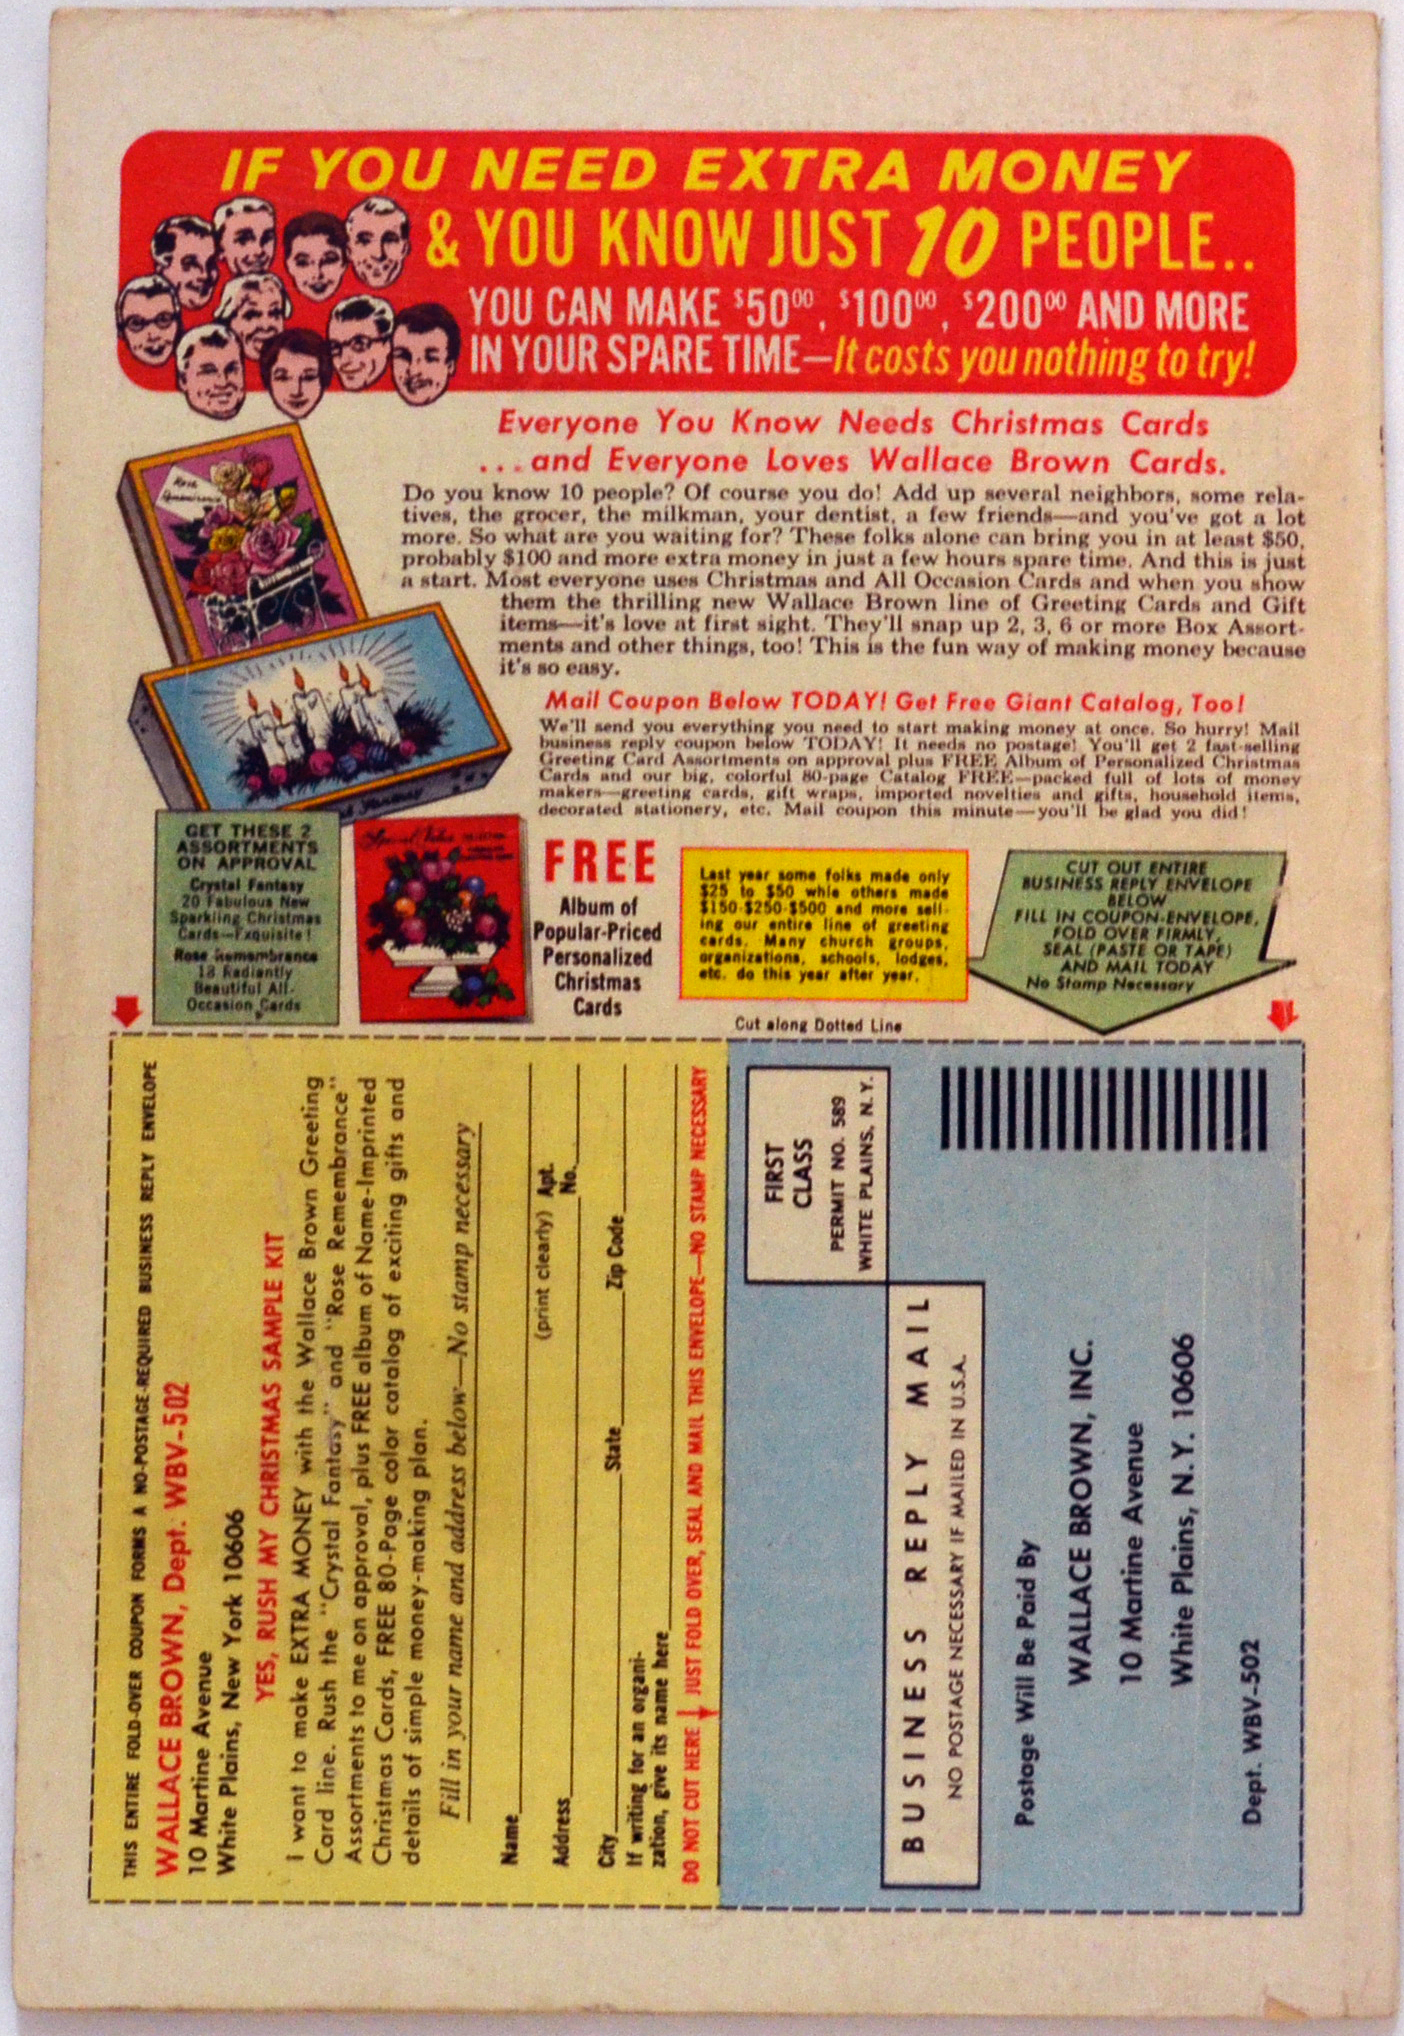 IF YOU NEED EXTRA MONEY
& YOU KNOW JUST 10 PEOPLE..
YOU CAN MAKE $50⁰⁰, $100⁰⁰, $200⁰⁰ AND MORE
IN YOUR SPARE TIME—It costs you nothing to try!
Everyone You Know Needs Christmas Cards
...and Everyone Loves Wallace Brown Cards.
Do you know 10 people? Of course you do! Add up several neighbors, some rela-
tives, the grocer, the milkman, your dentist, a few friends—and you've got a lot
more. So what are you waiting for? These folks alone can bring you in at least $50,
probably $100 and more extra money in just a few hours spare time. And this is just
a start. Most everyone uses Christmas and All Occasion Cards and when you show
them the thrilling new Wallace Brown line of Greeting Cards and Gift
items—it's love at first sight. They'll snap up 2, 3, 6 or more Box Assort-
ments and other things, too! This is the fun way of making money because
it's so easy.
Mail Coupon Below TODAY! Get Free Giant Catalog, Too!
We'll send you everything you need to start making money at once. So hurry! Mail
business reply coupon below TODAY! It needs no postage! You'll get 2 fast-selling
Greeting Card Assortments on approval plus FREE Album of Personalized Christmas
Cards and our big, colorful 80-page Catalog FREE—packed full of lots of money
makers—greeting cards, gift wraps, imported novelties and gifts, household items,
decorated stationery, etc. Mail coupon this minute—you'll be glad you did!
GET THESE 2
ASSORTMENTS
ON APPROVAL
Crystal Fantasy
20 Fabulous New
Sparkling Christmas
Cards—Exquisite!
Rose Remembrance
18 Radiantly
Beautiful All-
Occasion Cards
Special Value
FREE
Album of
Popular-Priced
Personalized
Christmas
Cards
Last year some folks made only
$25 to $50 while others made
$150-$250-$500 and more sell-
ing our entire line of greeting
cards. Many church groups,
organizations, schools, lodges,
etc. do this year after year.
CUT OUT ENTIRE
BUSINESS REPLY ENVELOPE
BELOW
FILL IN COUPON-ENVELOPE,
FOLD OVER FIRMLY,
SEAL (PASTE OR TAPE)
AND MAIL TODAY
No Stamp Necessary
Cut along Dotted Line
THIS ENTIRE FOLD-OVER COUPON FORMS A NO-POSTAGE-REQUIRED BUSINESS REPLY ENVELOPE
WALLACE BROWN, Dept. WBV-502
10 Martine Avenue
White Plains, New York 10606
YES, RUSH MY CHRISTMAS SAMPLE KIT
I want to make EXTRA MONEY with the Wallace Brown Greeting
Card line. Rush the "Crystal Fantasy" and "Rose Remembrance"
Assortments to me on approval, plus FREE album of Name-Imprinted
Christmas Cards, FREE 80-Page color catalog of exciting gifts and
details of simple money-making plan.
Fill in your name and address below—No stamp necessary
Name
(print clearly)
Address Apt. No.
City State Zip Code
If writing for an organi-
zation, give its name here
DO NOT CUT HERE JUST FOLD OVER, SEAL AND MAIL THIS ENVELOPE—NO STAMP NECESSARY
FIRST
CLASS
PERMIT NO. 589
WHITE PLAINS, N.Y.
BUSINESS REPLY MAIL
NO POSTAGE NECESSARY IF MAILED IN U.S.A.
Postage Will Be Paid By
WALLACE BROWN, INC.
10 Martine Avenue
White Plains, N.Y. 10606
Dept. WBV-502